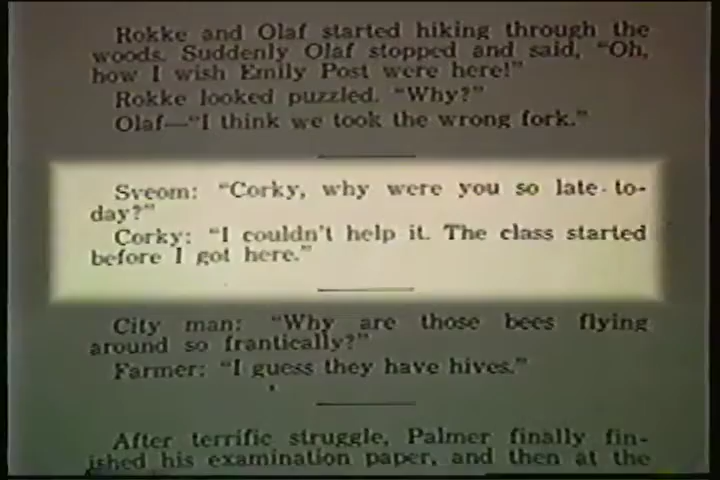 Rokke and Olaf started hiking through the
woods. Suddenly Olaf stopped and said, "Oh,
how I wish Emily Post were here!"
Rokke looked puzzled. "Why?"
Olaf—"I think we took the wrong fork."
Sveom: "Corky, why were you so late to-
day?"
Corky: "I couldn't help it. The class started
before I got here."
City man: "Why are those bees flying
around so frantically?"
Farmer: "I guess they have hives."
After terrific struggle, Palmer finally fin-
ished his examination paper, and then at the